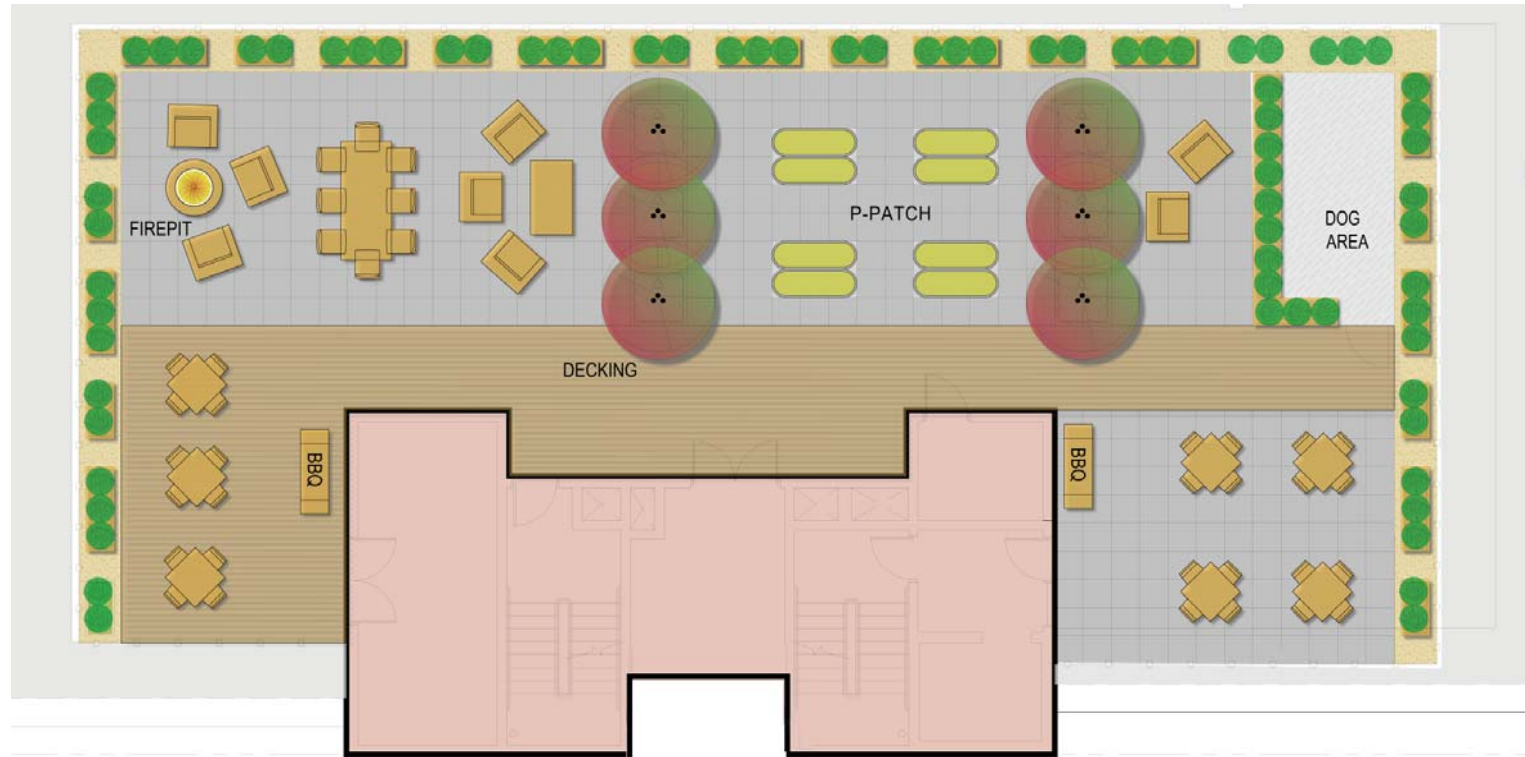 FIREPIT
P-PATCH
DOG
AREA
DECKING
BBQ
BBQ